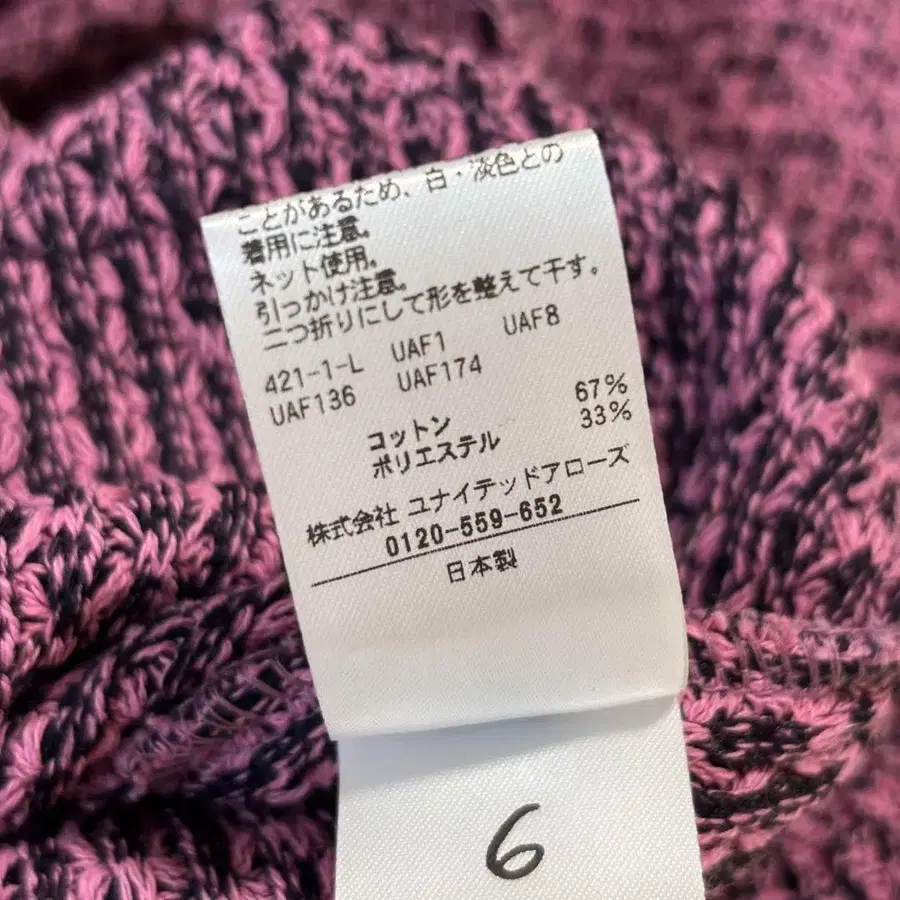 ことがあるため、白・淡色との
着用に注意。
ネット使用。
引っかけ注意。
二つ折りにして形を整えて干す。
421-1-L UAF1 UAF8
UAF136 UAF174
コットン 67%
ポリエステル 33%
株式会社 ユナイテッドアローズ
0120-559-652
日本製
6